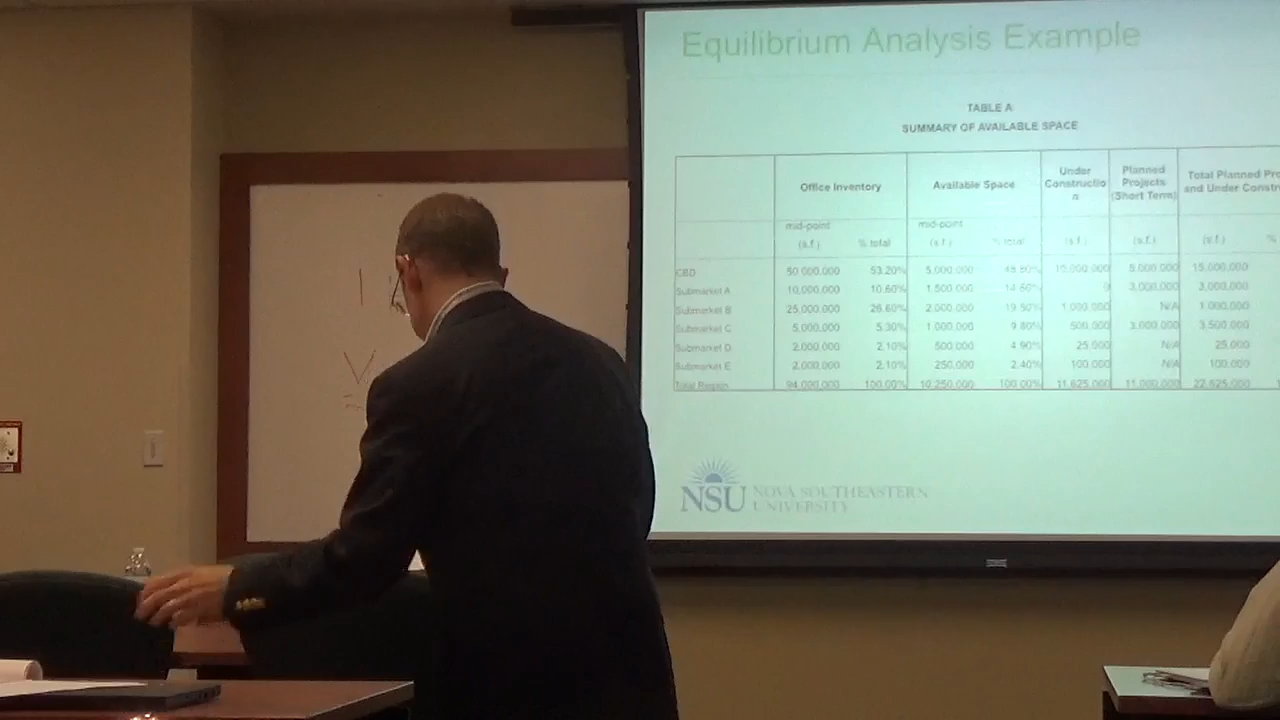 Equilibrium Analysis Example
TABLE A
SUMMARY OF AVAILABLE SPACE
Office Inventory Available Space Under Constructio n Planned Projects (Short Term) Total Planned Pro and Under Constru
mid-point (s.f.) % total mid-point (s.f.) % total (s.f.) (s.f.) (s.f.) %
CBD 50,000,000 53.20% 5,000,000 48.80% 10,000,000 5,000,000 15,000,000
Submarket A 10,000,000 10.60% 1,500,000 14.60% 0 3,000,000 3,000,000
Submarket B 25,000,000 26.60% 2,000,000 19.50% 1,000,000 N/A 1,000,000
Submarket C 5,000,000 5.30% 1,000,000 9.80% 500,000 3,000,000 3,500,000
Submarket D 2,000,000 2.10% 500,000 4.90% 25,000 N/A 25,000
Submarket E 2,000,000 2.10% 250,000 2.40% 100,000 N/A 100,000
Total Region 94,000,000 100.00% 10,250,000 100.00% 11,625,000 11,000,000 22,625,000
NSU NOVA SOUTHEASTERN
UNIVERSITY
I
V